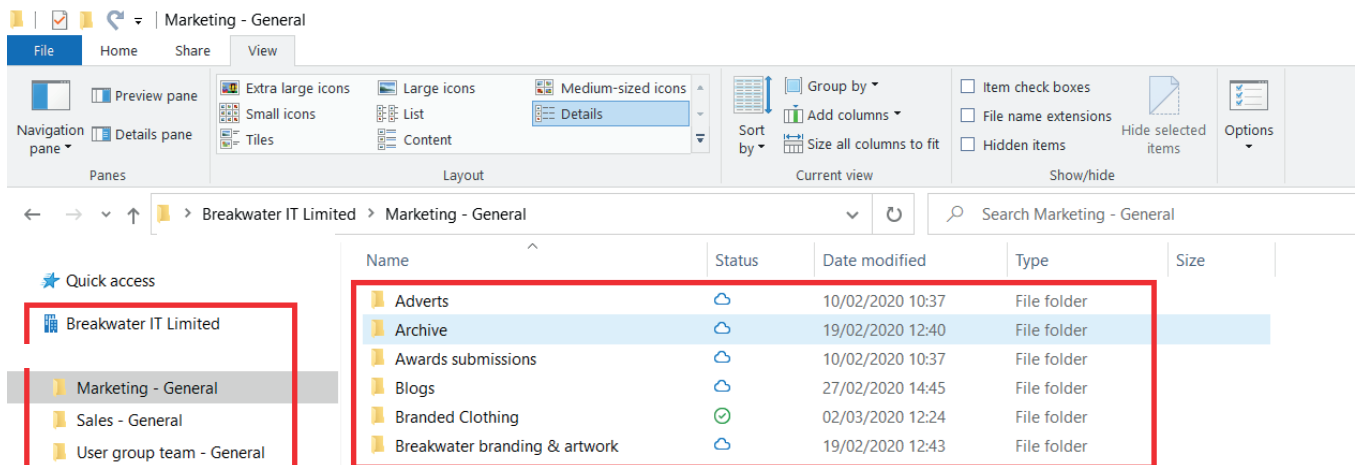 Marketing - General
File Home Share View
Navigation pane
Preview pane
Details pane
Panes
Extra large icons Large icons Medium-sized icons
Small icons List Details
Tiles Content
Layout
Sort by
Group by
Add columns
Size all columns to fit
Current view
Item check boxes
File name extensions
Hidden items
Hide selected items
Show/hide
Options
Breakwater IT Limited > Marketing - General
Search Marketing - General
Quick access
Breakwater IT Limited
Marketing - General
Sales - General
User group team - General
Name Status Date modified Type Size
Adverts 10/02/2020 10:37 File folder
Archive 19/02/2020 12:40 File folder
Awards submissions 10/02/2020 10:37 File folder
Blogs 27/02/2020 14:45 File folder
Branded Clothing 02/03/2020 12:24 File folder
Breakwater branding & artwork 19/02/2020 12:43 File folder